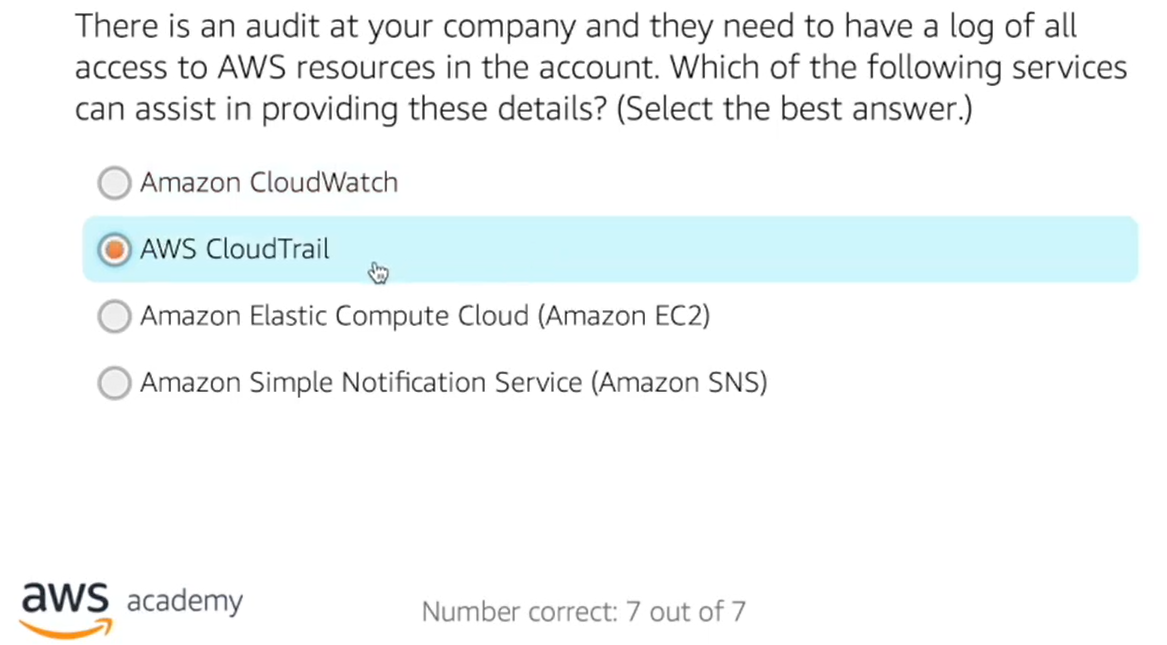 There is an audit at your company and they need to have a log of all
access to AWS resources in the account. Which of the following services
can assist in providing these details? (Select the best answer.)
Amazon CloudWatch
AWS CloudTrail
Amazon Elastic Compute Cloud (Amazon EC2)
Amazon Simple Notification Service (Amazon SNS)
aws academy
Number correct: 7 out of 7